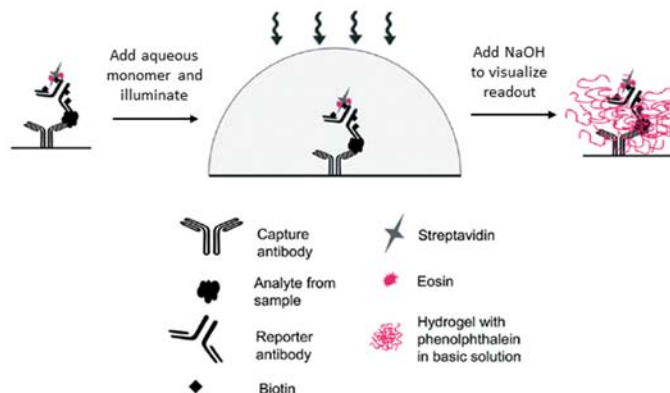 Add aqueous
monomer and
illuminate
Add NaOH
to visualize
readout
Capture
antibody
Streptavidin
Analyte from
sample
Eosin
Reporter
antibody
Hydrogel with
phenolphthalein
in basic solution
Biotin